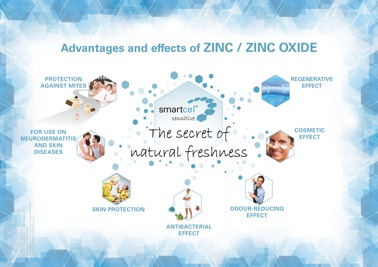 Advantages and effects of ZINC / ZINC OXIDE
PROTECTION
AGAINST MITES
REGENERATIVE
EFFECT
smartcel™
sensitive
FOR USE ON
NEURODERMATITIS
AND SKIN
DISEASES
The secret of
natural freshness
COSMETIC
EFFECT
SKIN PROTECTION
ODOUR-REDUCING
EFFECT
ANTIBACTERIAL
EFFECT